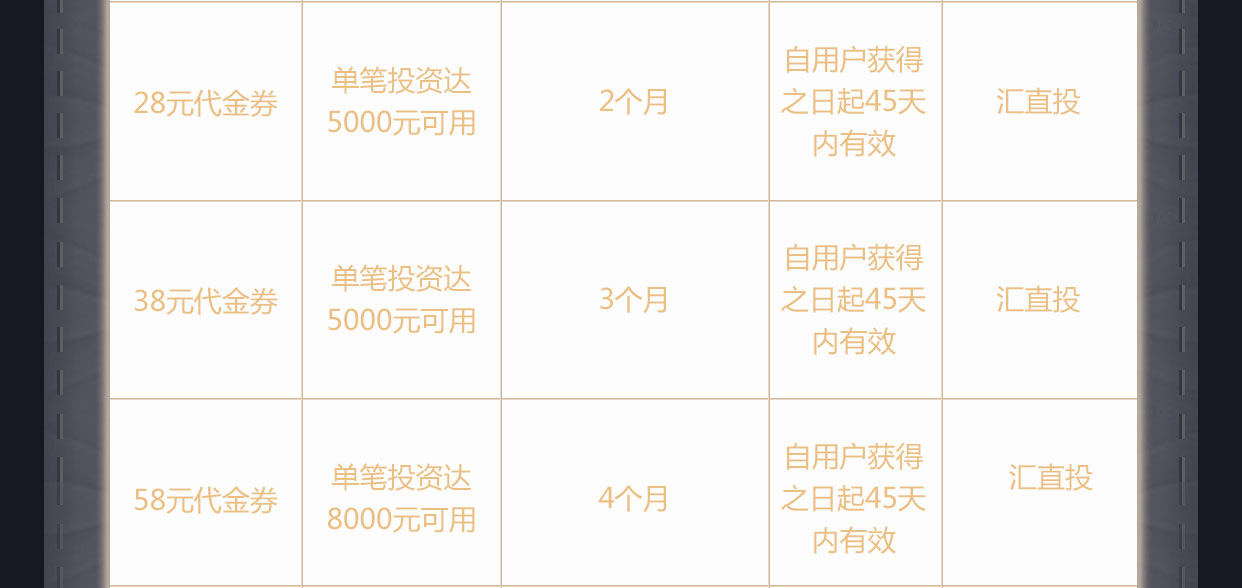 28元代金券
单笔投资达
5000元可用
2个月
自用户获得
之日起45天
内有效
汇直投
38元代金券
单笔投资达
5000元可用
3个月
自用户获得
之日起45天
内有效
汇直投
58元代金券
单笔投资达
8000元可用
4个月
自用户获得
之日起45天
内有效
汇直投